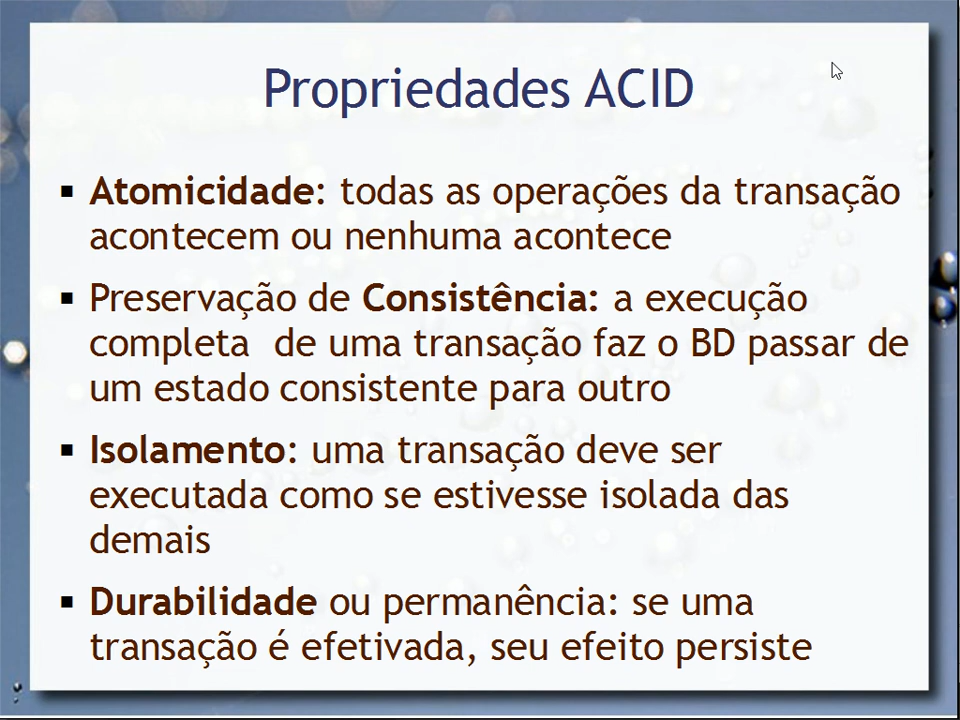 Propriedades ACID
▪ Atomicidade: todas as operações da transação
acontecem ou nenhuma acontece
▪ Preservação de Consistência: a execução
completa  de uma transação faz o BD passar de
um estado consistente para outro
▪ Isolamento: uma transação deve ser
executada como se estivesse isolada das
demais
▪ Durabilidade ou permanência: se uma
transação é efetivada, seu efeito persiste